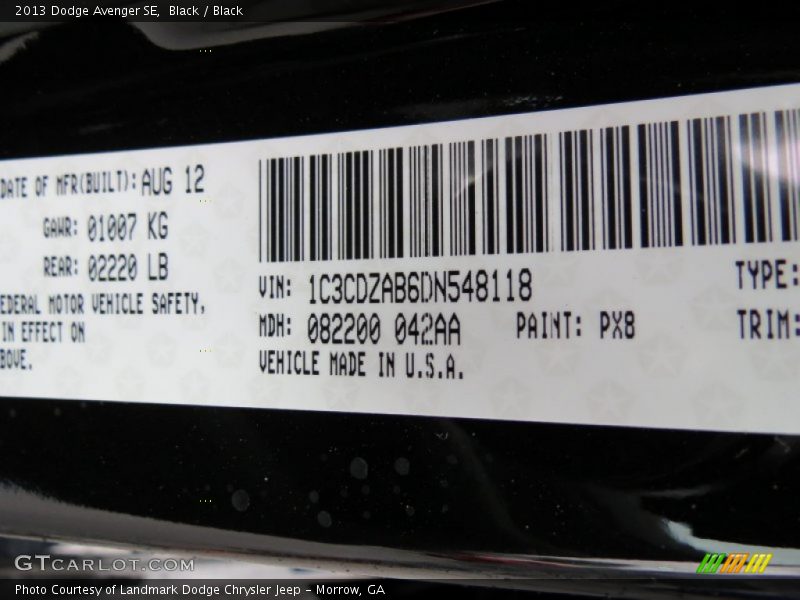 2013 Dodge Avenger SE,  Black / Black
DATE OF MFR(BUILT): AUG 12
GAWR: 01007 KG
REAR: 02220 LB
EDERAL MOTOR VEHICLE SAFETY,
IN EFFECT ON
BOVE.
VIN: 1C3CDZAB6DN548118
MDH: 082200 042AA
PAINT: PX8
VEHICLE MADE IN U.S.A.
TYPE:
TRIM:
GTCARLOT.COM
Photo Courtesy of Landmark Dodge Chrysler Jeep - Morrow, GA